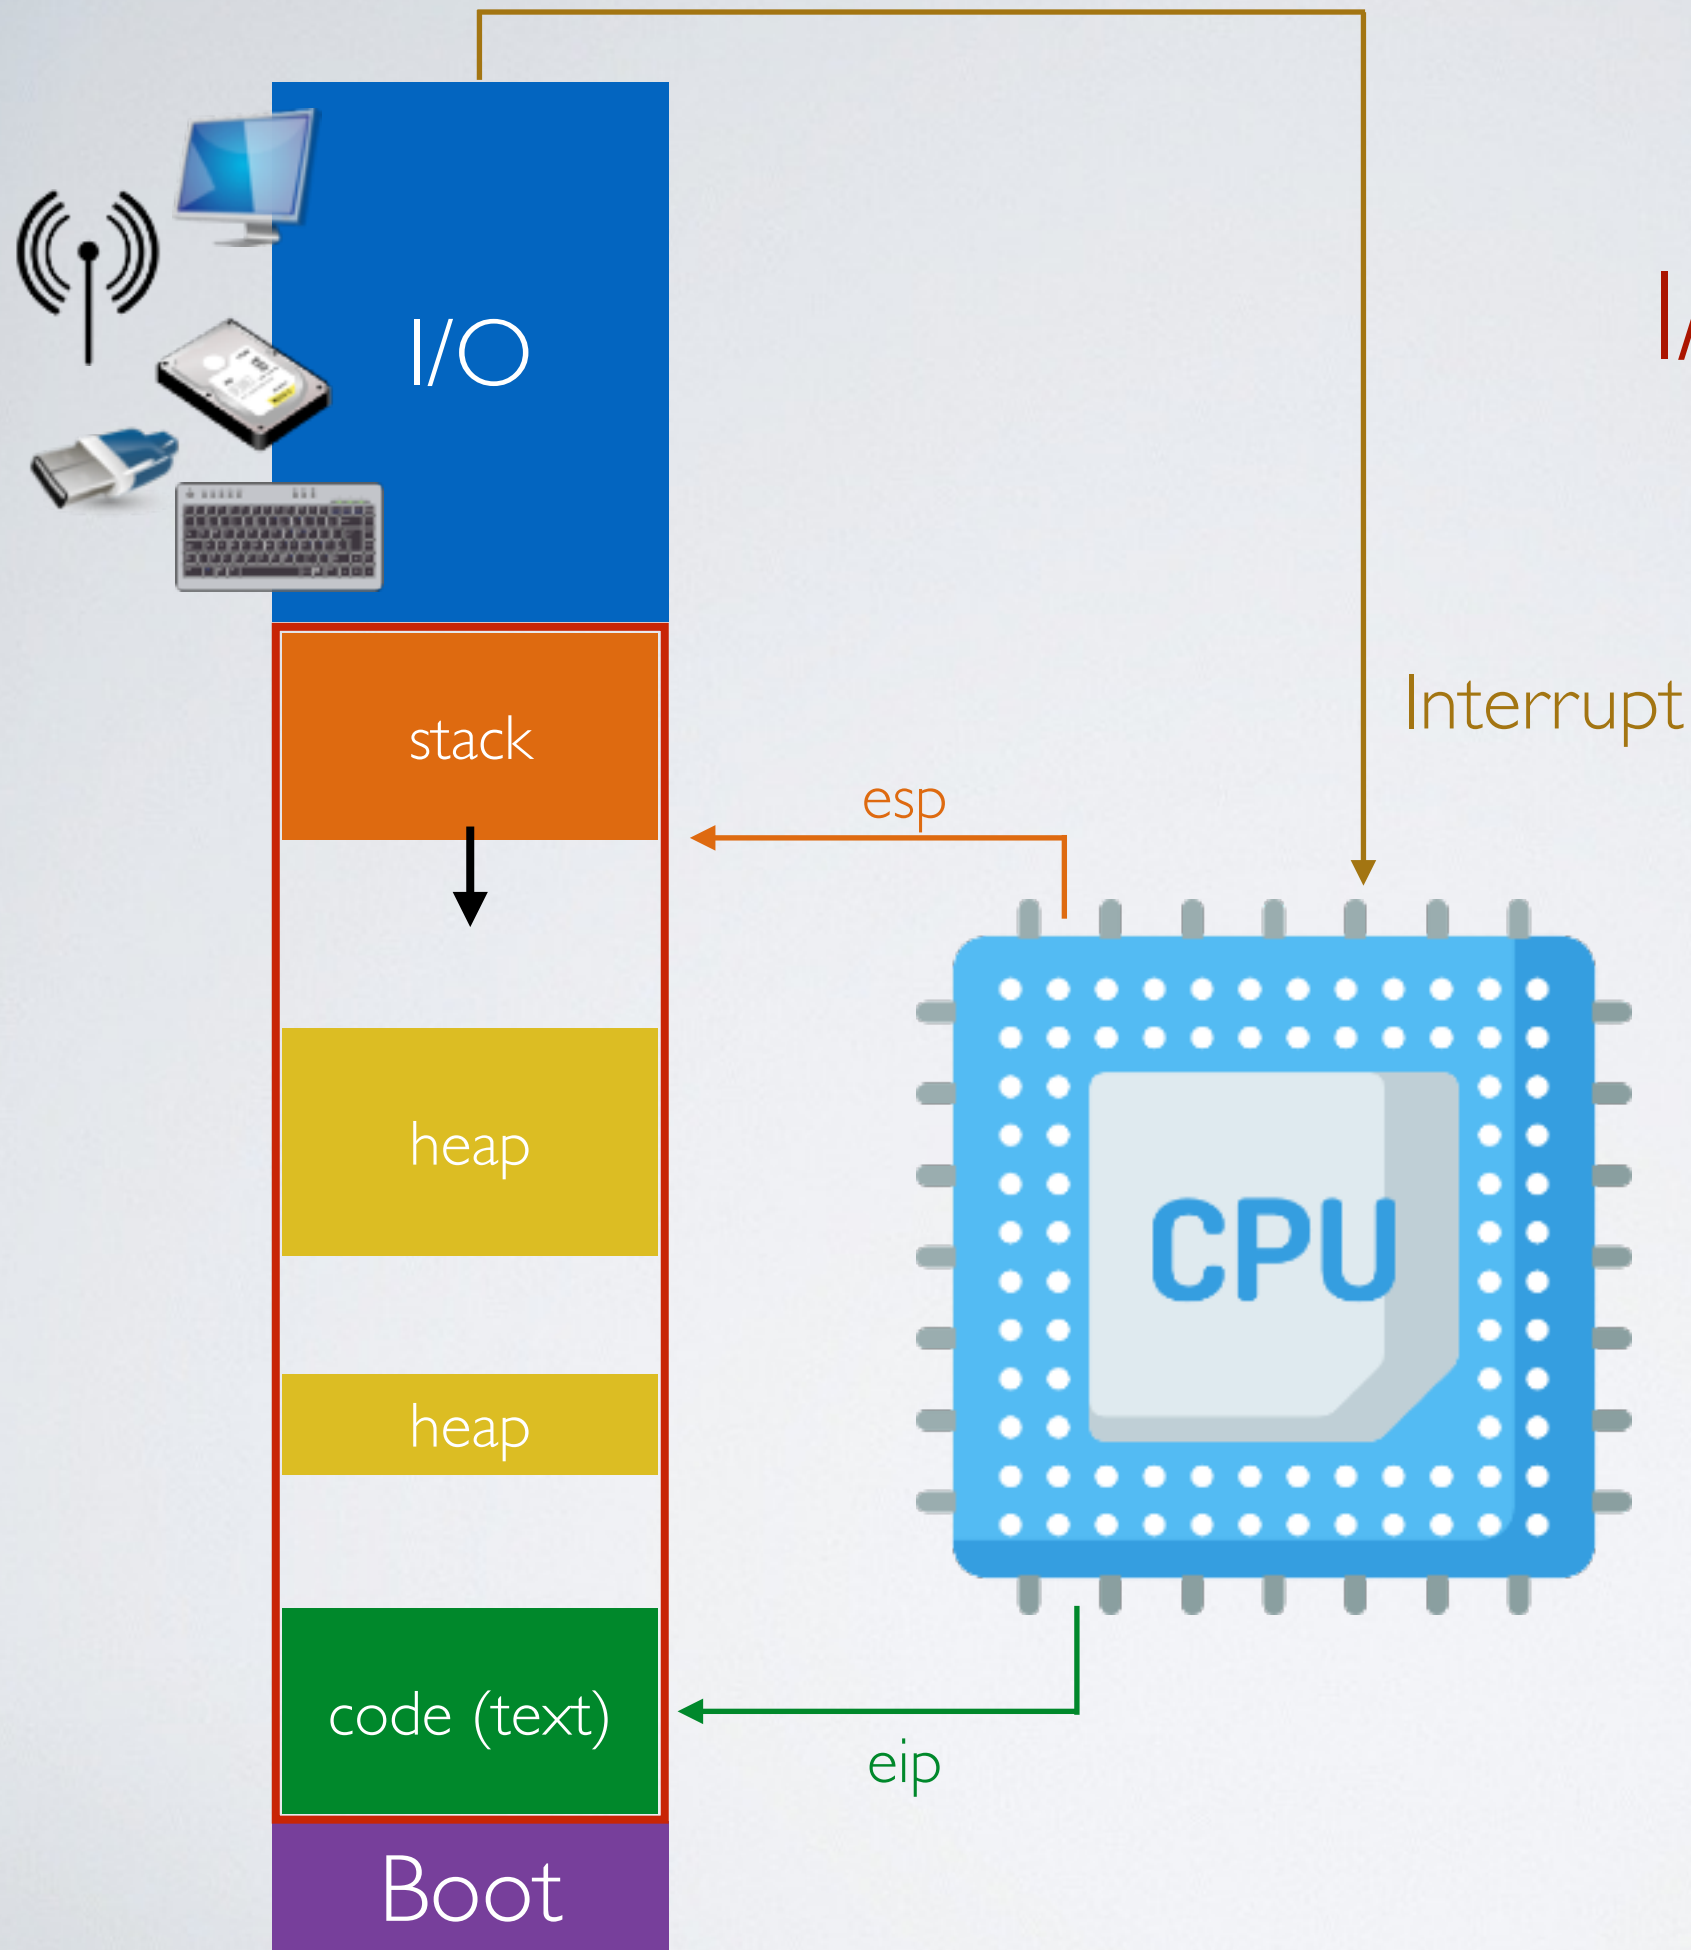 I/O
I/
stack
Interrupt
esp
heap
CPU
heap
code (text)
eip
Boot